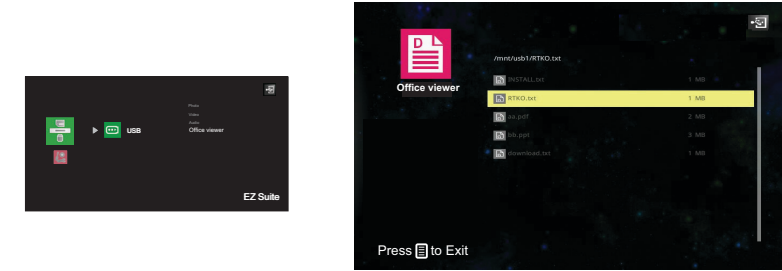 Photo
Video
Audio
USB
Office viewer
EZ Suite
D
/mnt/usb1/RTKO.txt
Office viewer
INSTALL.txt 1 MB
RTKO.txt 1 MB
aa.pdf 2 MB
bb.ppt 3 MB
download.txt 1 MB
Press to Exit